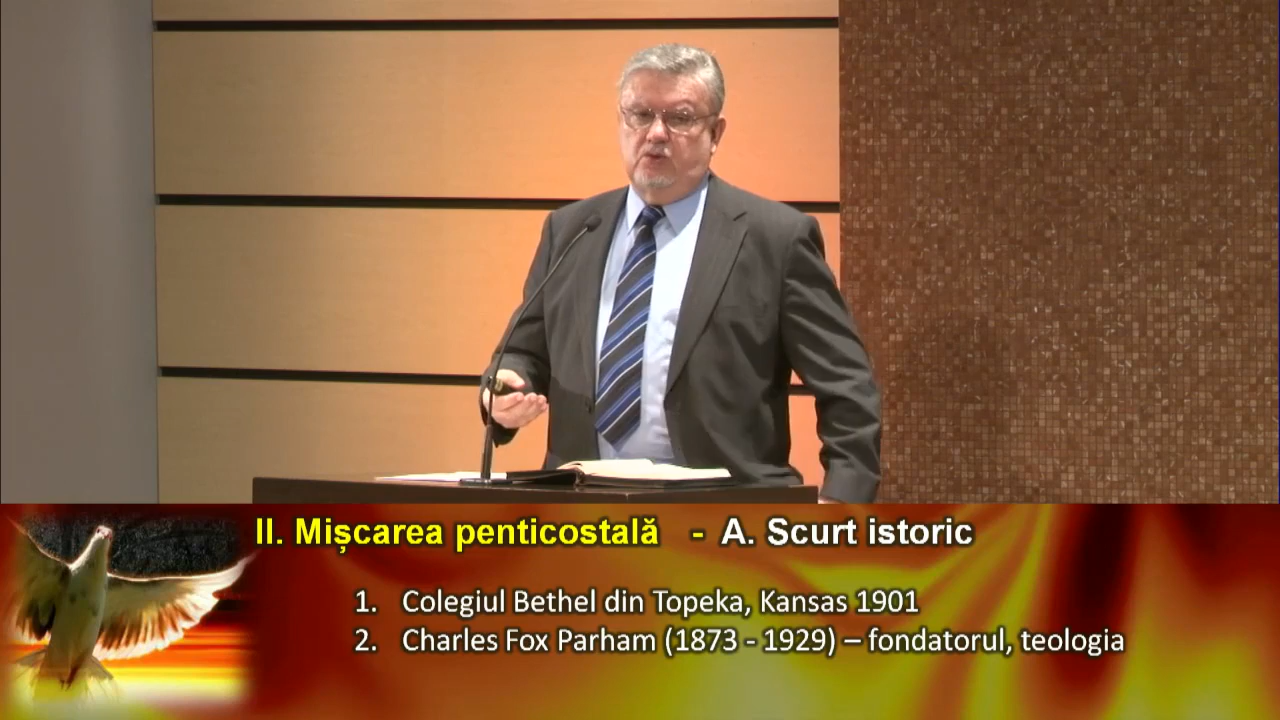 II. Mișcarea penticostală - A. Scurt istoric
1. Colegiul Bethel din Topeka, Kansas 1901
2. Charles Fox Parham (1873 - 1929) – fondatorul, teologia